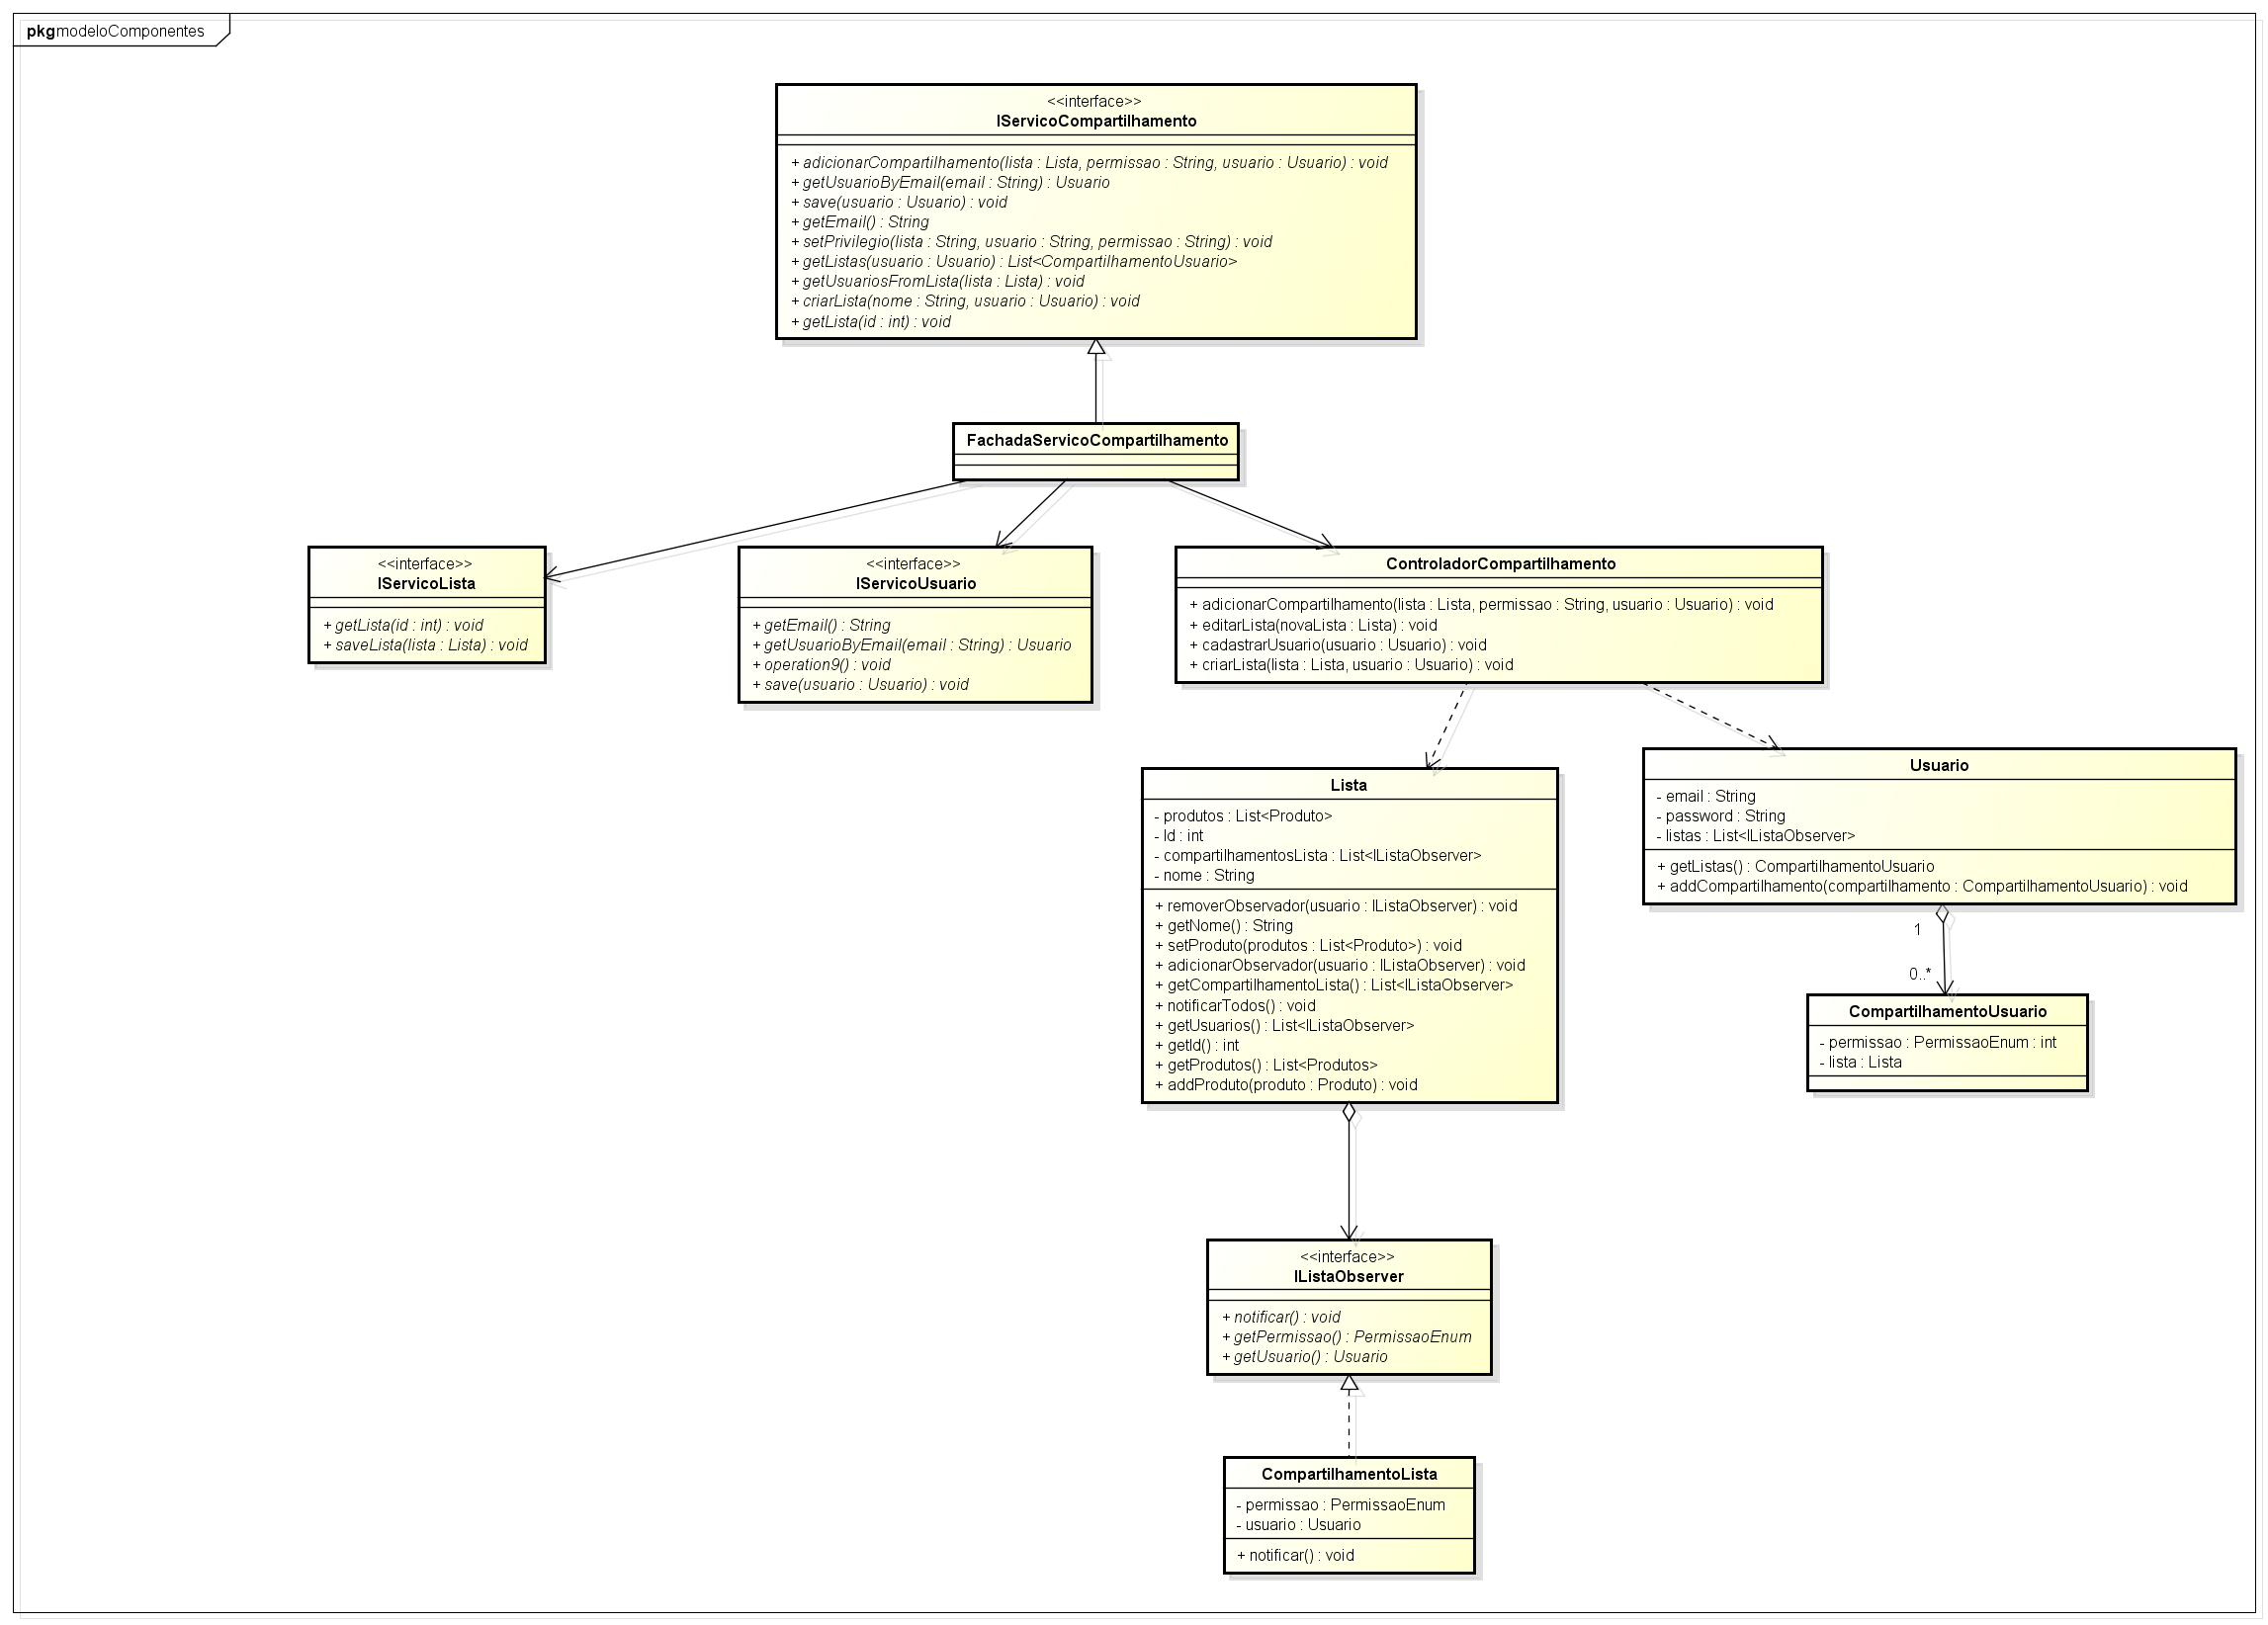 pkg modeloComponentes
<<interface>>
IServicoCompartilhamento
+ adicionarCompartilhamento(lista : Lista, permissao : String, usuario : Usuario) : void
+ getUsuarioByEmail(email : String) : Usuario
+ save(usuario : Usuario) : void
+ getEmail() : String
+ setPrivilegio(lista : String, usuario : String, permissao : String) : void
+ getListas(usuario : Usuario) : List<CompartilhamentoUsuario>
+ getUsuariosFromLista(lista : Lista) : void
+ criarLista(nome : String, usuario : Usuario) : void
+ getLista(id : int) : void
FachadaServicoCompartilhamento
<<interface>>
IServicoLista
+ getLista(id : int) : void
+ saveLista(lista : Lista) : void
<<interface>>
IServicoUsuario
+ getEmail() : String
+ getUsuarioByEmail(email : String) : Usuario
+ operation9() : void
+ save(usuario : Usuario) : void
ControladorCompartilhamento
+ adicionarCompartilhamento(lista : Lista, permissao : String, usuario : Usuario) : void
+ editarLista(novaLista : Lista) : void
+ cadastrarUsuario(usuario : Usuario) : void
+ criarLista(lista : Lista, usuario : Usuario) : void
Lista
- produtos : List<Produto>
- Id : int
- compartilhamentosLista : List<IListaObserver>
- nome : String
+ removerObservador(usuario : IListaObserver) : void
+ getNome() : String
+ setProduto(produtos : List<Produto>) : void
+ adicionarObservador(usuario : IListaObserver) : void
+ getCompartilhamentoLista() : List<IListaObserver>
+ notificarTodos() : void
+ getUsuarios() : List<IListaObserver>
+ getId() : int
+ getProdutos() : List<Produtos>
+ addProduto(produto : Produto) : void
Usuario
- email : String
- password : String
- listas : List<IListaObserver>
+ getListas() : CompartilhamentoUsuario
+ addCompartilhamento(compartilhamento : CompartilhamentoUsuario) : void
1
0..*
CompartilhamentoUsuario
- permissao : PermissaoEnum : int
- lista : Lista
<<interface>>
IListaObserver
+ notificar() : void
+ getPermissao() : PermissaoEnum
+ getUsuario() : Usuario
CompartilhamentoLista
- permissao : PermissaoEnum
- usuario : Usuario
+ notificar() : void